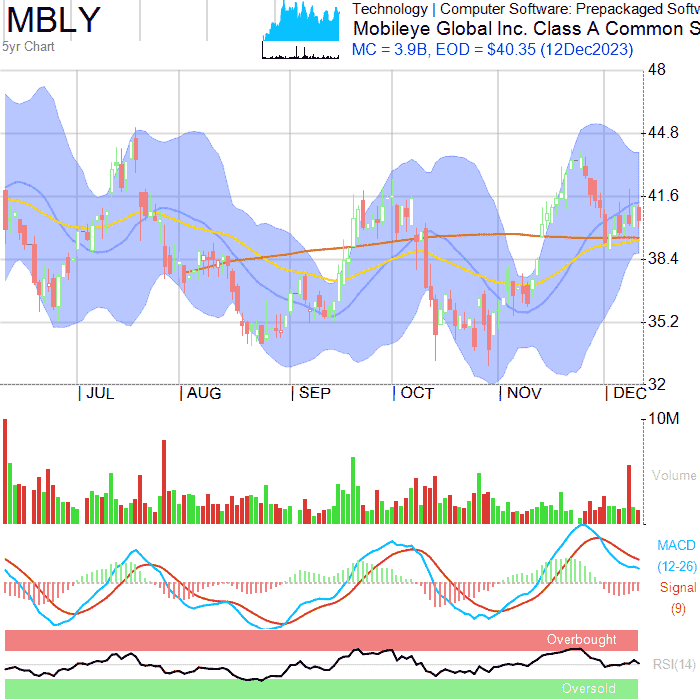 MBLY
5yr Chart
Technology | Computer Software: Prepackaged Softw
Mobileye Global Inc. Class A Common S
MC = 3.9B, EOD = $40.35 (12Dec2023)
48
44.8
41.6
38.4
35.2
32
| JUL | AUG | SEP | OCT | NOV | DEC
10M
Volume
MACD
(12-26)
Signal
(9)
Overbought
RSI(14)
Oversold